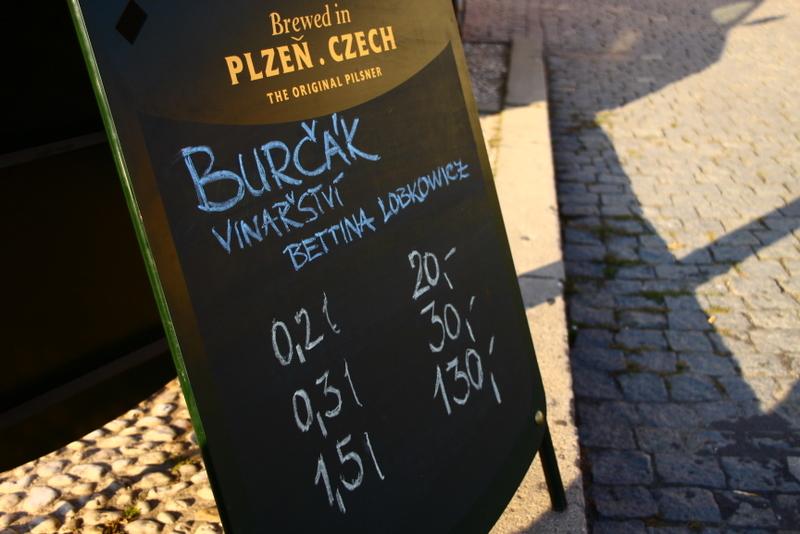 Brewed in
PLZEŇ . CZECH
THE ORIGINAL PILSNER
BURČÁK
VINAŘSTVÍ
BETTINA LOBKOWICZ
0,2l 20,-
0,3l 30,-
1,5l 130,-